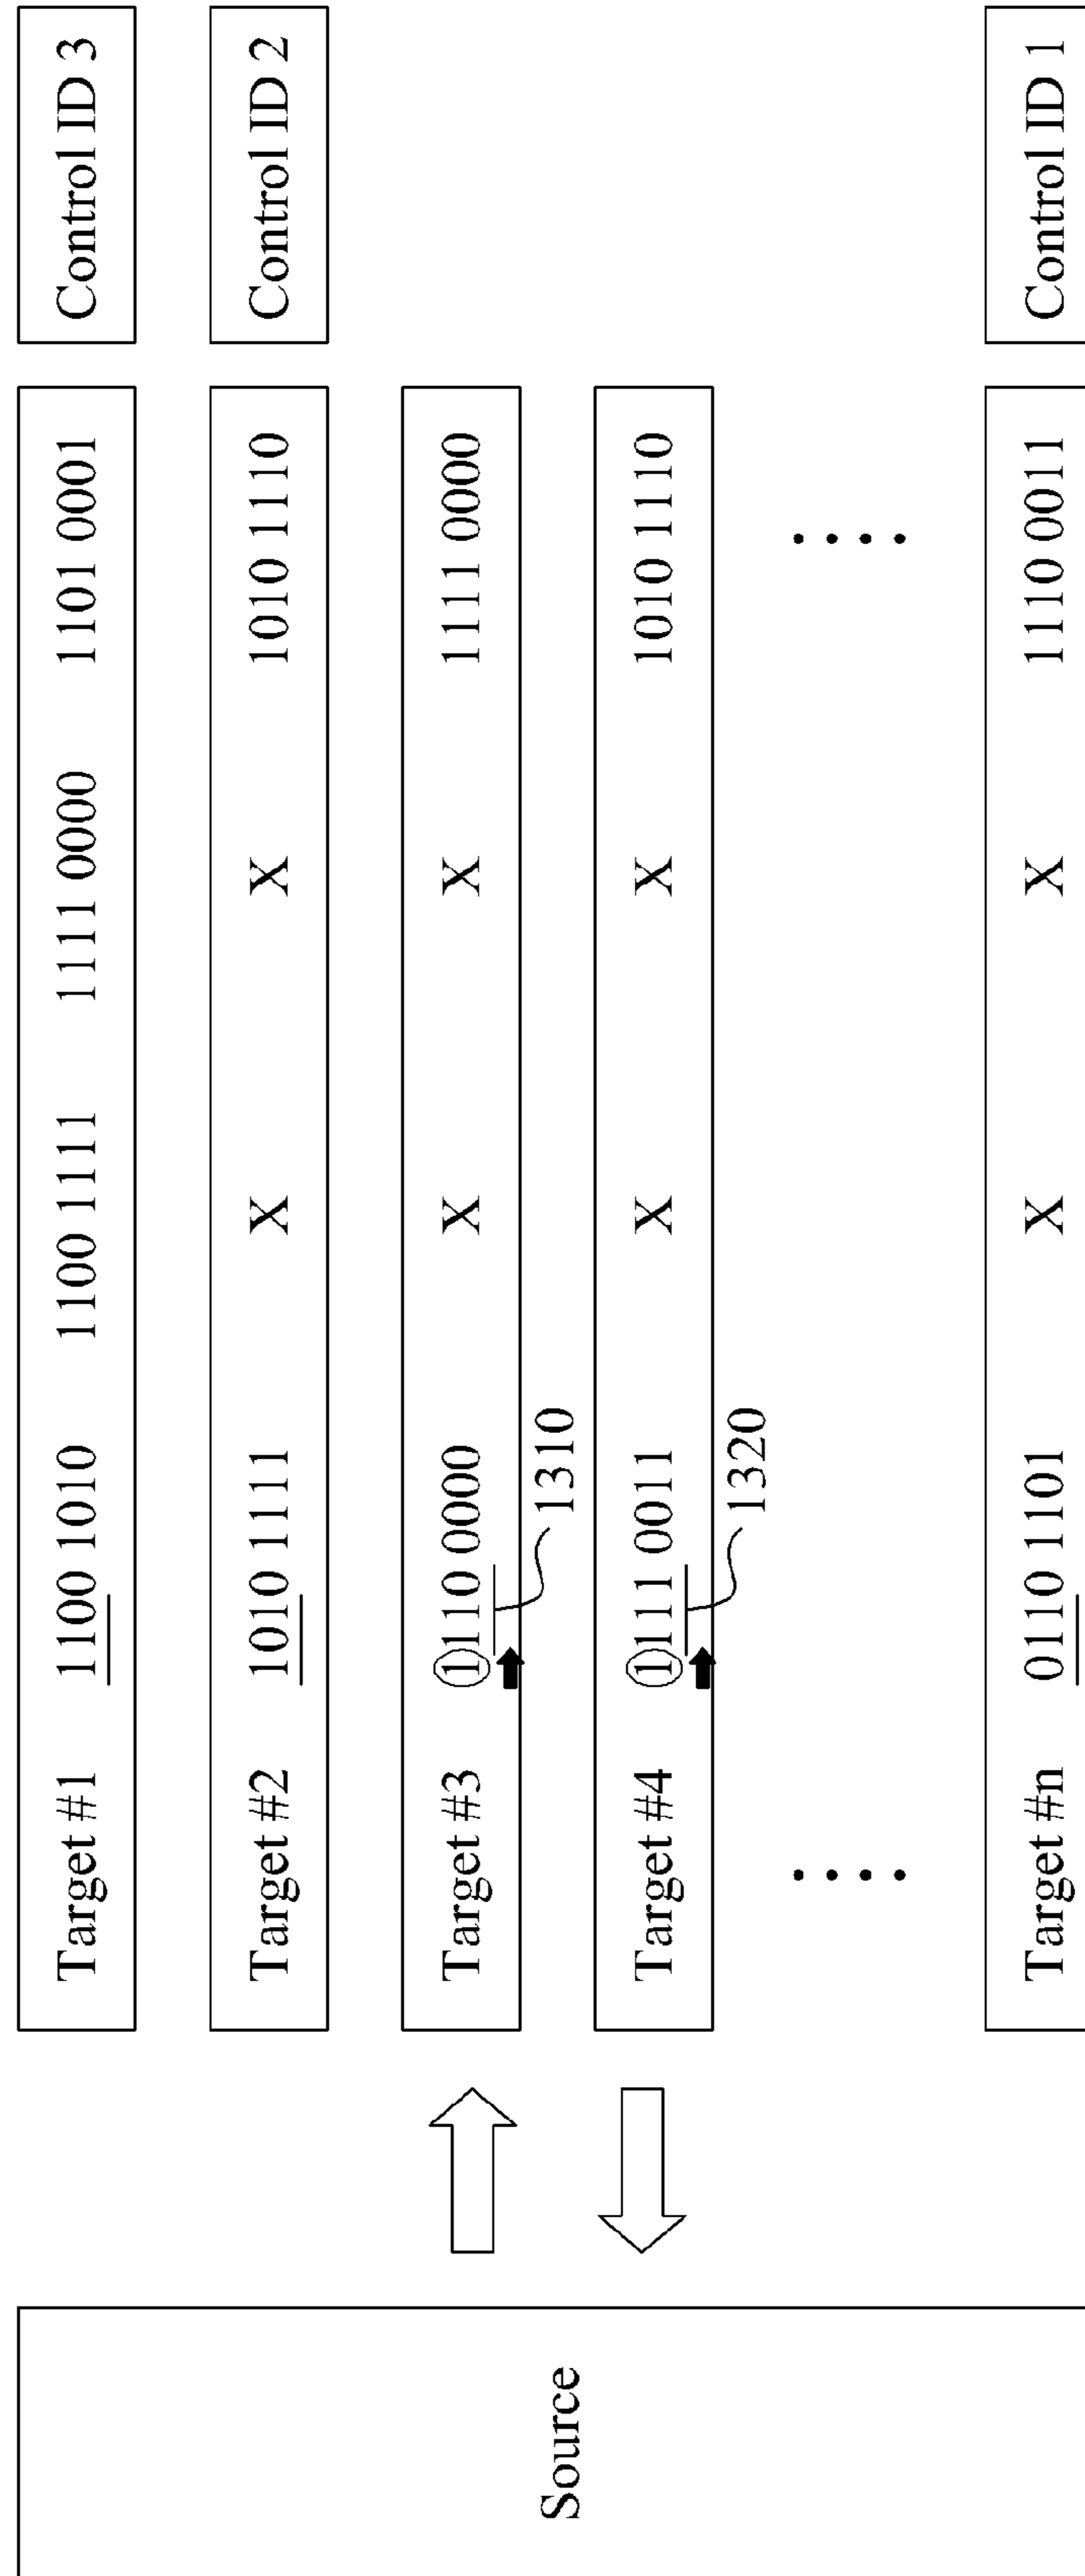 Source
Target #1 1100 1010 1100 1111 1111 0000 1101 0001 Control ID 3
Target #2 1010 1111 X X 1010 1110 Control ID 2
Target #3 1110 0000 X X 1111 0000
1310
Target #4 1111 0011 X X 1010 1110
1320
Target #n 0110 1101 X X 1110 0011 Control ID 1